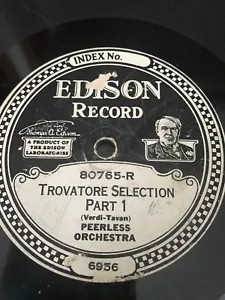 INDEX No.
EDISON
RECORD
Thomas A Edison
A PRODUCT OF
THE EDISON
LABORATORIES
80765-R
TROVATORE SELECTION
PART 1
(Verdi-Tavan)
PEERLESS
ORCHESTRA
6956